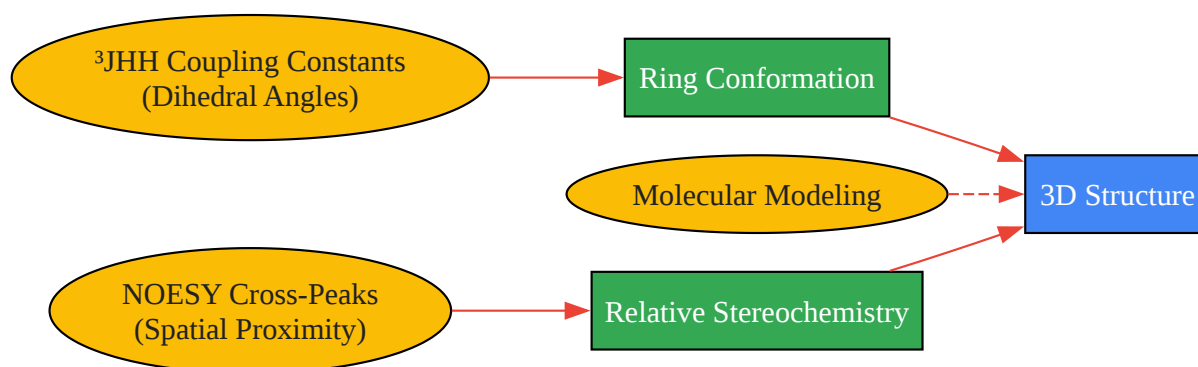 ³JHH Coupling Constants
(Dihedral Angles)
Ring Conformation
Molecular Modeling
3D Structure
NOESY Cross-Peaks
(Spatial Proximity)
Relative Stereochemistry